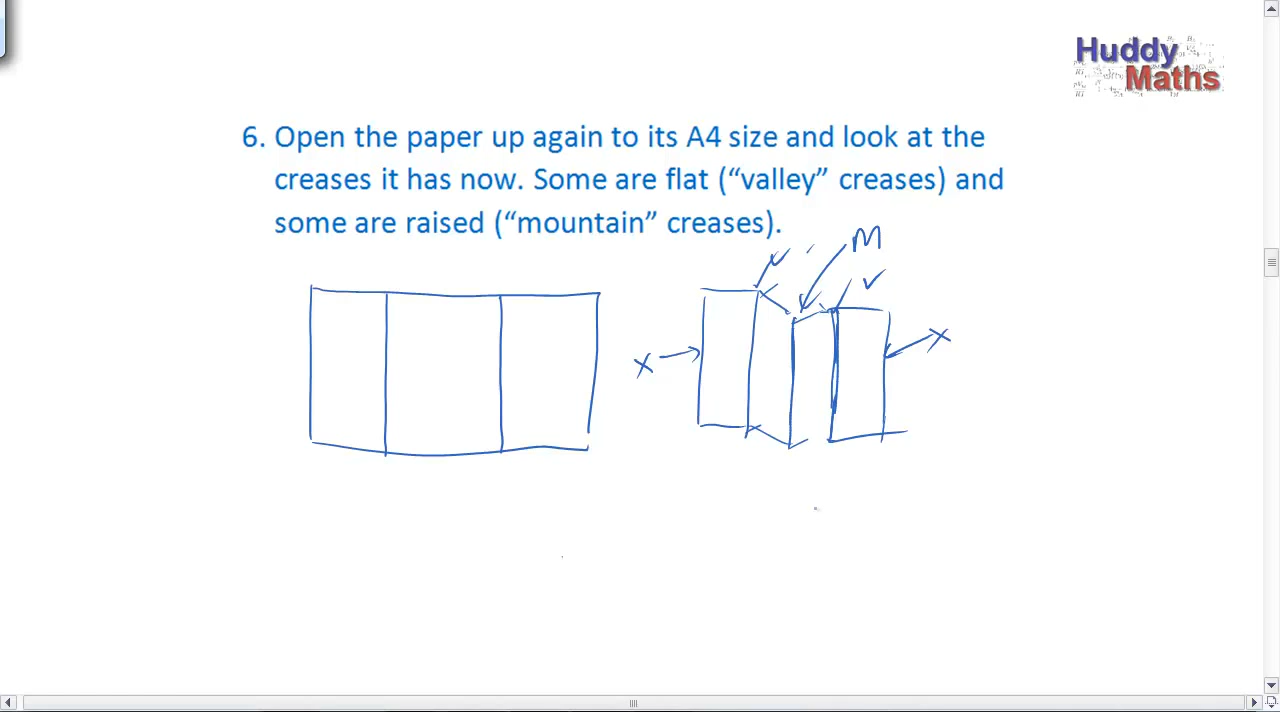 Huddy
Maths
6. Open the paper up again to its A4 size and look at the
creases it has now. Some are flat (“valley” creases) and
some are raised (“mountain” creases).
V
M
V
X
X